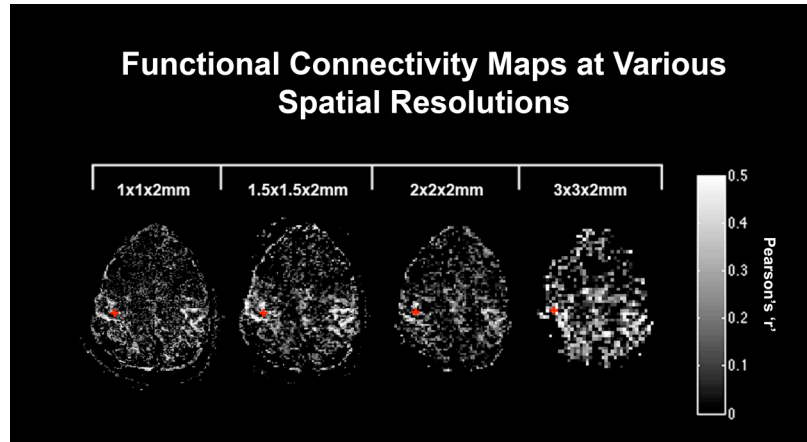 Functional Connectivity Maps at Various
Spatial Resolutions
1x1x2mm
1.5x1.5x2mm
2x2x2mm
3x3x2mm
0.5
0.4
0.3
0.2
0.1
0
Pearson's 'r'